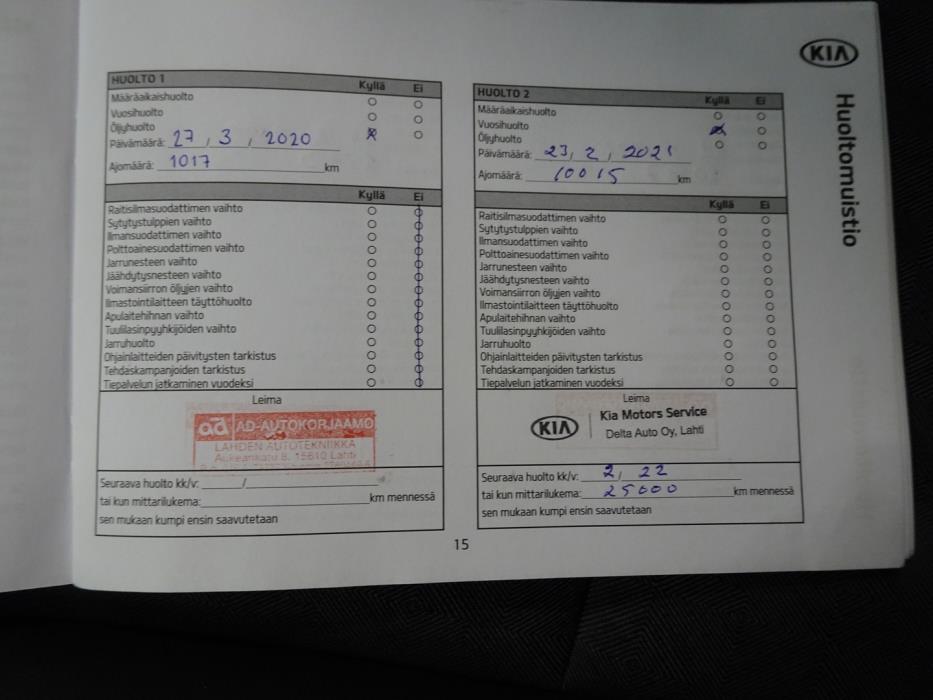 KIA
Huoltomuistio
HUOLTO 1
Kyllä Ei
Määräaikaishuolto
Vuosihuolto
Öljyhuolto
Päivämäärä: 27 , 3 , 2020
Ajomäärä: 1017 km
Kyllä Ei
Raitisilmasuodattimen vaihto
Sytytystulppien vaihto
Ilmansuodattimen vaihto
Polttoainesuodattimen vaihto
Jarrunesteen vaihto
Jäähdytysnesteen vaihto
Voimansiirron öljyjen vaihto
Ilmastointilaitteen täyttöhuolto
Apulaitehihnan vaihto
Tuulilasinpyyhkijöiden vaihto
Jarruhuolto
Ohjainlaitteiden päivitysten tarkistus
Tehdaskampanjoiden tarkistus
Tiepalvelun jatkaminen vuodeksi
Leima
ad AD-AUTOKORJAAMO
LAHDEN AUTOTEKNIIKKA
Aukeankatu 8, 15610 Lahti
Seuraava huolto kk/v: /
tai kun mittarilukema: km mennessä
sen mukaan kumpi ensin saavutetaan
HUOLTO 2
Kyllä Ei
Määräaikaishuolto
Vuosihuolto
Öljyhuolto
Päivämäärä: 23, 2, 2021
Ajomäärä: 10015 km
Kyllä Ei
Raitisilmasuodattimen vaihto
Sytytystulppien vaihto
Ilmansuodattimen vaihto
Polttoainesuodattimen vaihto
Jarrunesteen vaihto
Jäähdytysnesteen vaihto
Voimansiirron öljyjen vaihto
Ilmastointilaitteen täyttöhuolto
Apulaitehihnan vaihto
Tuulilasinpyyhkijöiden vaihto
Jarruhuolto
Ohjainlaitteiden päivitysten tarkistus
Tehdaskampanjoiden tarkistus
Tiepalvelun jatkaminen vuodeksi
Leima
KIA Kia Motors Service
Delta Auto Oy, Lahti
Seuraava huolto kk/v: 2, 22
tai kun mittarilukema: 25000 km mennessä
sen mukaan kumpi ensin saavutetaan
15